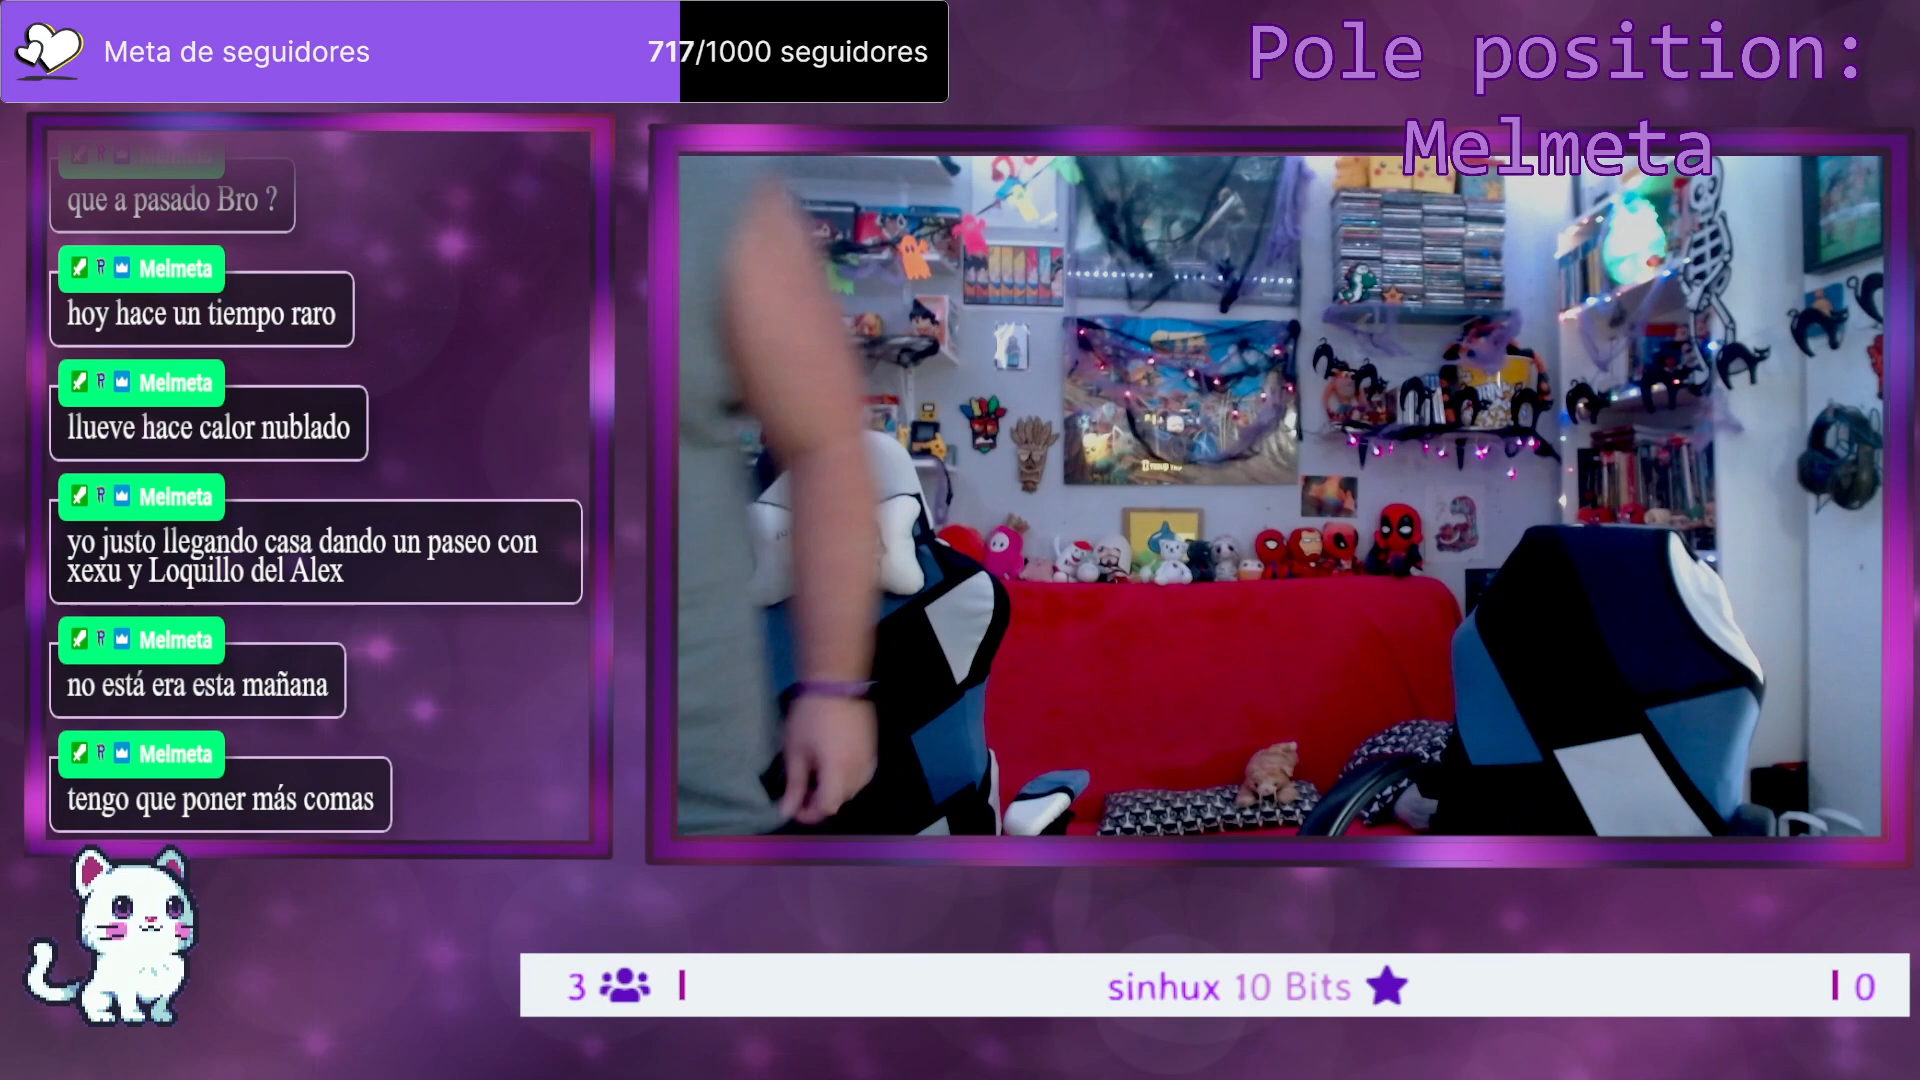 Meta de seguidores
717/1000 seguidores
Pole position:
Melmeta
que a pasado Bro ?
Melmeta
hoy hace un tiempo raro
Melmeta
llueve hace calor nublado
Melmeta
yo justo llegando casa dando un paseo con
xexu y Loquillo del Alex
Melmeta
no está era esta mañana
Melmeta
tengo que poner más comas
3
sinhux 10 Bits
0